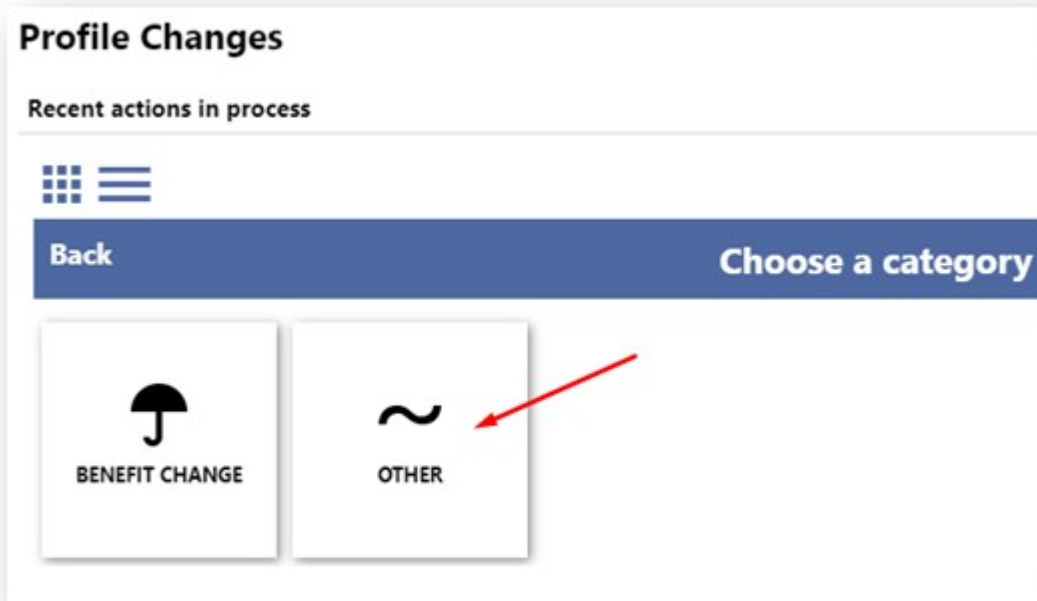 Profile Changes
Recent actions in process
Back
Choose a category
BENEFIT CHANGE
OTHER